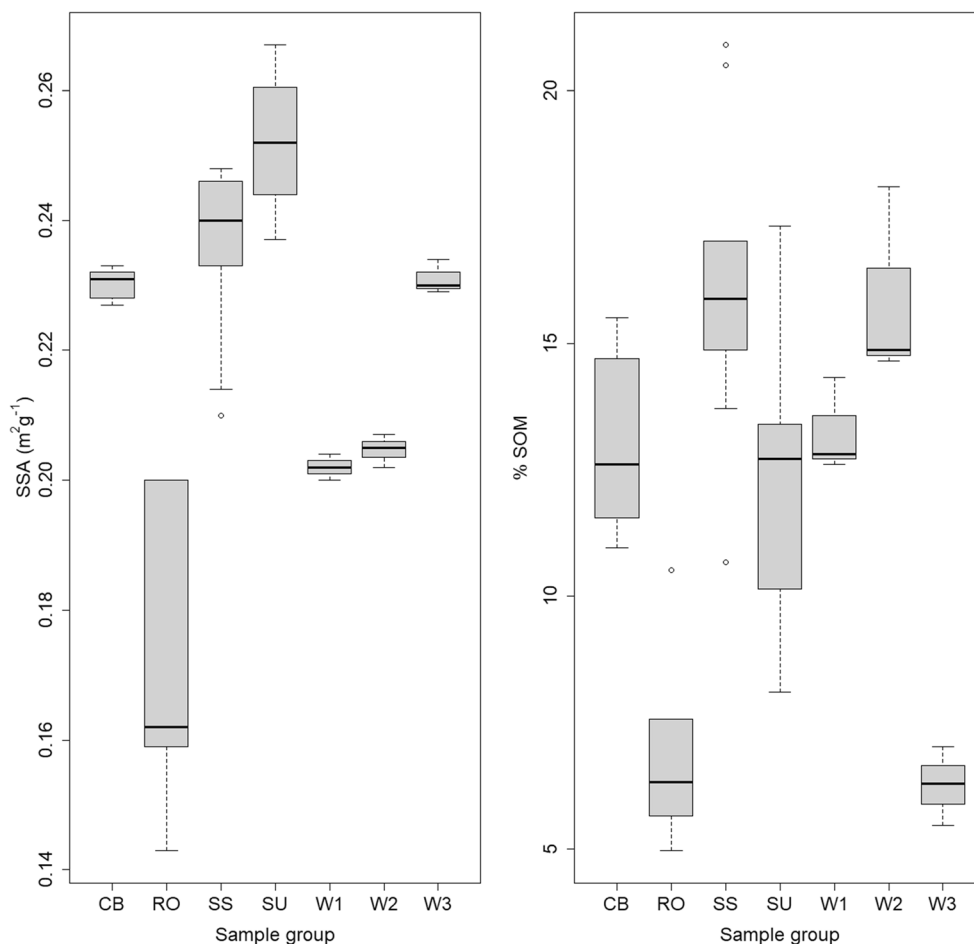 SSA (m²g⁻¹)
0.26
0.24
0.22
0.20
0.18
0.16
0.14
CB RO SS SU W1 W2 W3
Sample group
% SOM
20
15
10
5
CB RO SS SU W1 W2 W3
Sample group